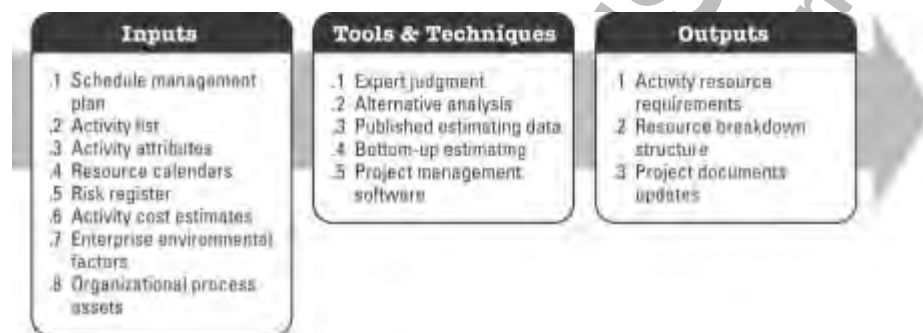 Inputs
.1 Schedule management
plan
.2 Activity list
.3 Activity attributes
.4 Resource calendars
.5 Risk register
.6 Activity cost estimates
.7 Enterprise environmental
factors
.8 Organizational process
assets
Tools & Techniques
.1 Expert judgment
.2 Alternative analysis
.3 Published estimating data
.4 Bottom-up estimating
.5 Project management
software
Outputs
.1 Activity resource
requirements
.2 Resource breakdown
structure
.3 Project documents
updates